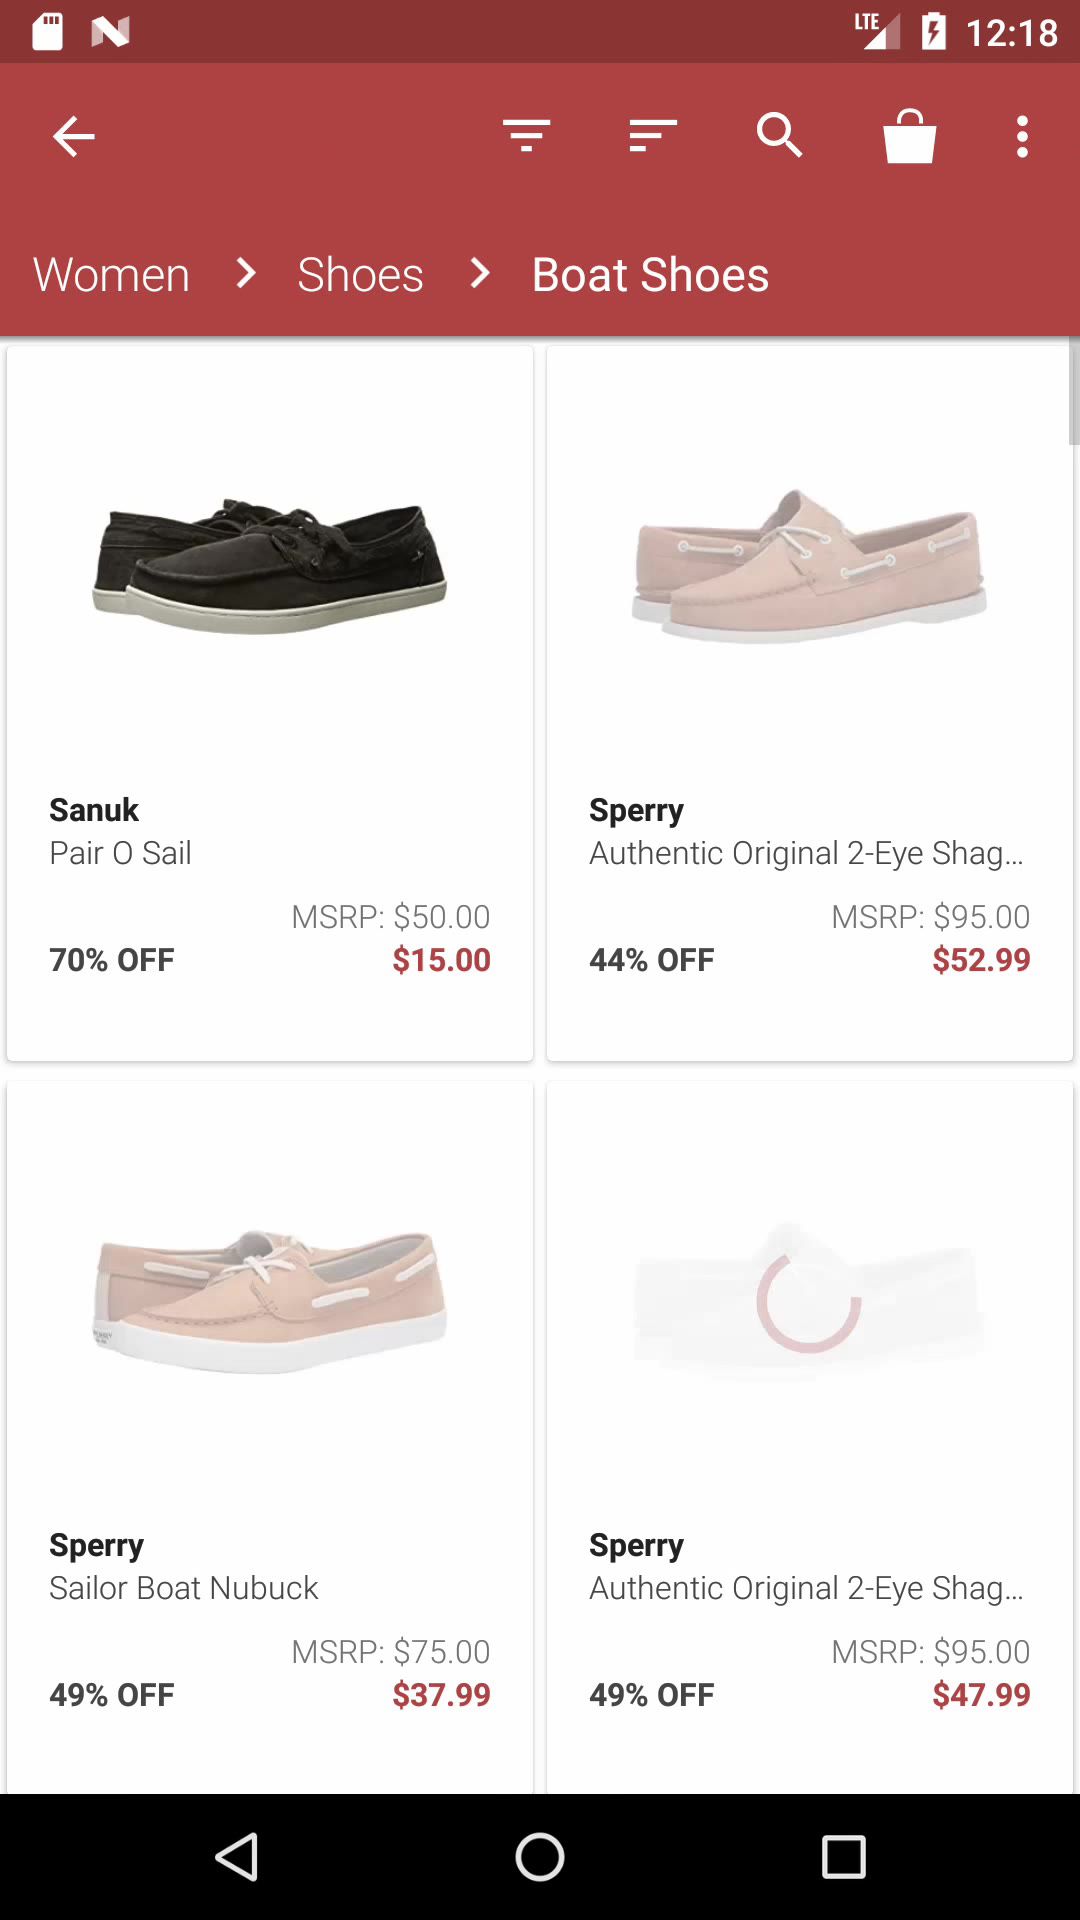 LTE 12:18
Women > Shoes > Boat Shoes
Sanuk
Pair O Sail
MSRP: $50.00
70% OFF $15.00
Sperry
Authentic Original 2-Eye Shag...
MSRP: $95.00
44% OFF $52.99
Sperry
Sailor Boat Nubuck
MSRP: $75.00
49% OFF $37.99
Sperry
Authentic Original 2-Eye Shag...
MSRP: $95.00
49% OFF $47.99